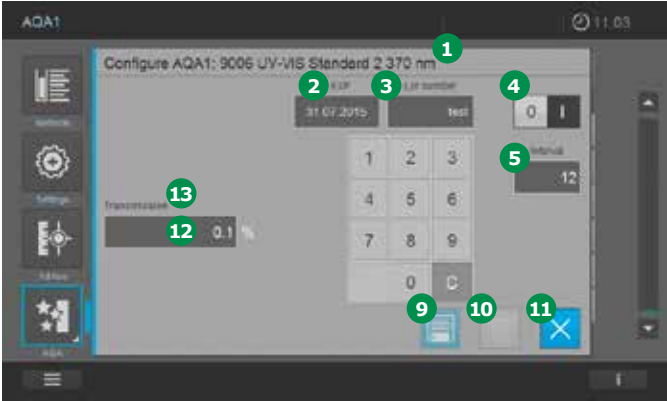 AQA1
11.03
Configure AQA1: 9006 UV-VIS Standard 2 370 nm
1
2
3
4
Lot number
31.07.2015
test
0 I
5
Interval
12
1 2 3
4 5 6
7 8 9
0 C
Settings
13
Transmission
12
0.1 %
9
10
11
AQA
i